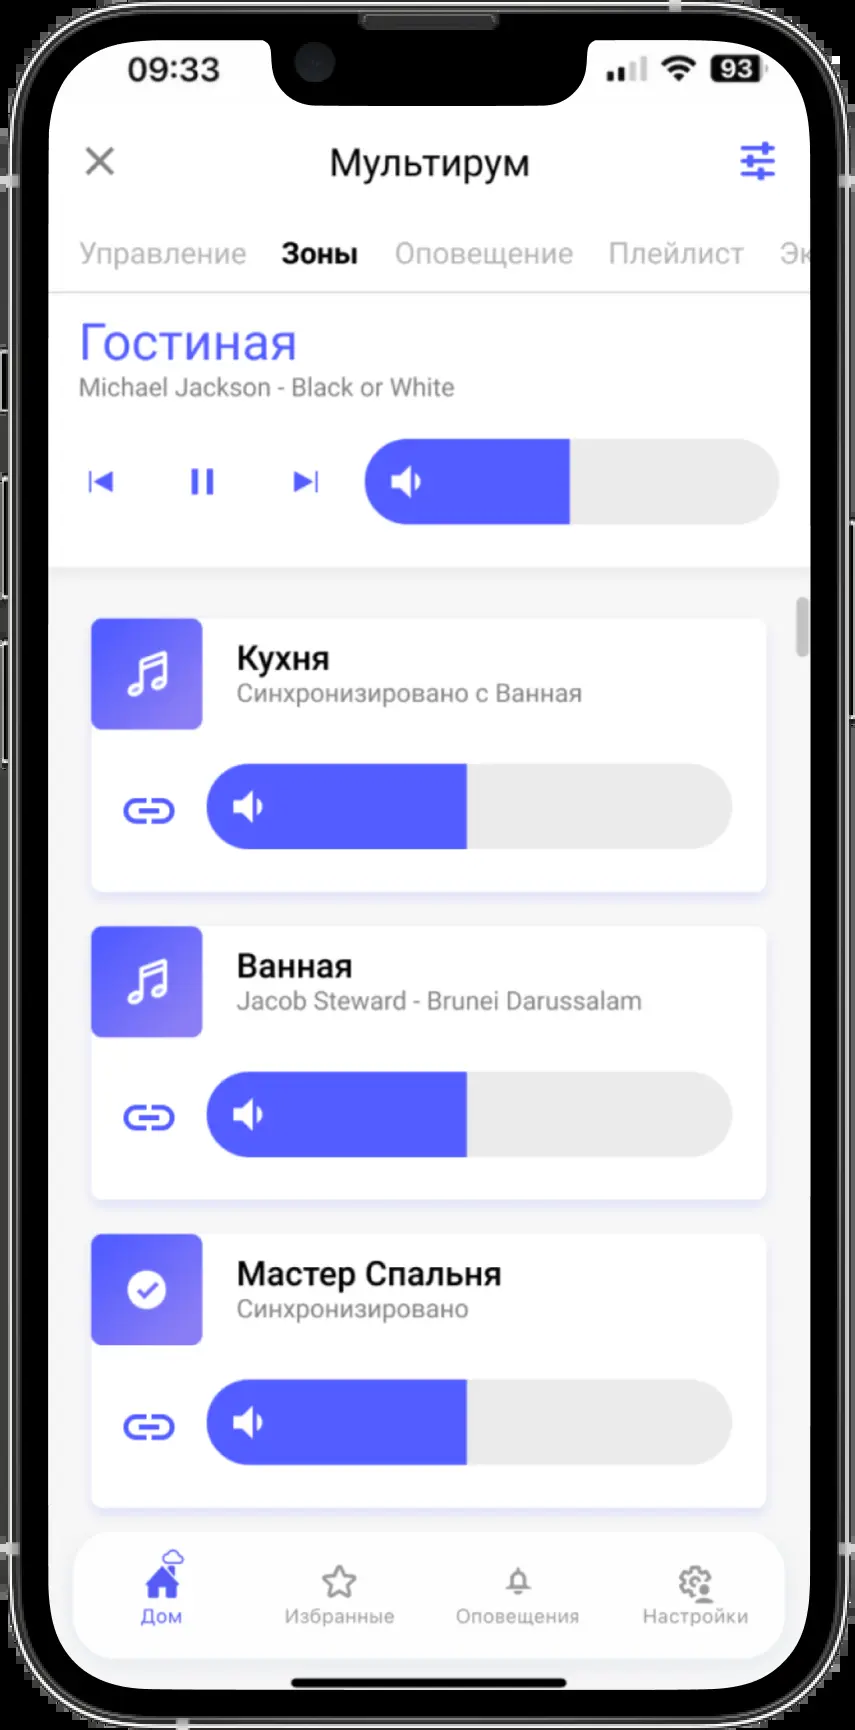 09:33
93
Мультирум
Управление Зоны Оповещение Плейлист Эк
Гостиная
Michael Jackson - Black or White
Кухня
Синхронизировано с Ванная
Ванная
Jacob Steward - Brunei Darussalam
Мастер Спальня
Синхронизировано
Дом Избранные Оповещения Настройки